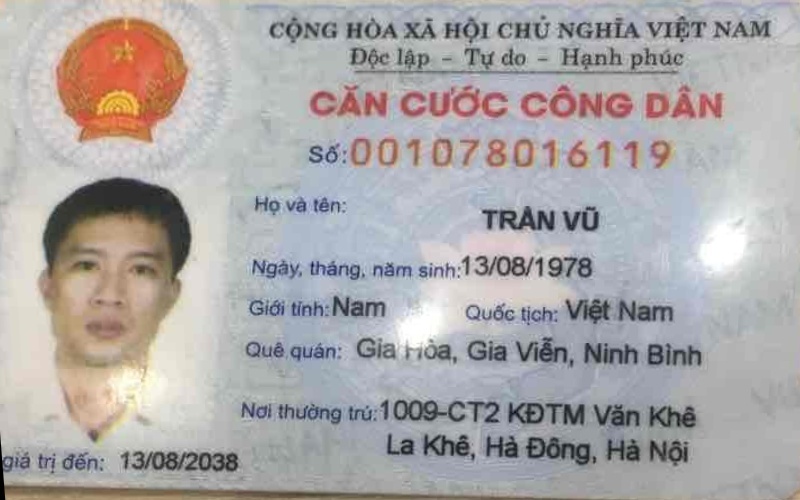 CỘNG HÒA XÃ HỘI CHỦ NGHĨA VIỆT NAM
Độc lập - Tự do - Hạnh phúc
CĂN CƯỚC CÔNG DÂN
Số: 001078016119
Họ và tên: TRẦN VŨ
Ngày, tháng, năm sinh: 13/08/1978
Giới tính: Nam Quốc tịch: Việt Nam
Quê quán: Gia Hòa, Gia Viễn, Ninh Bình
Nơi thường trú: 1009-CT2 KĐTM Văn Khê
La Khê, Hà Đông, Hà Nội
giá trị đến: 13/08/2038